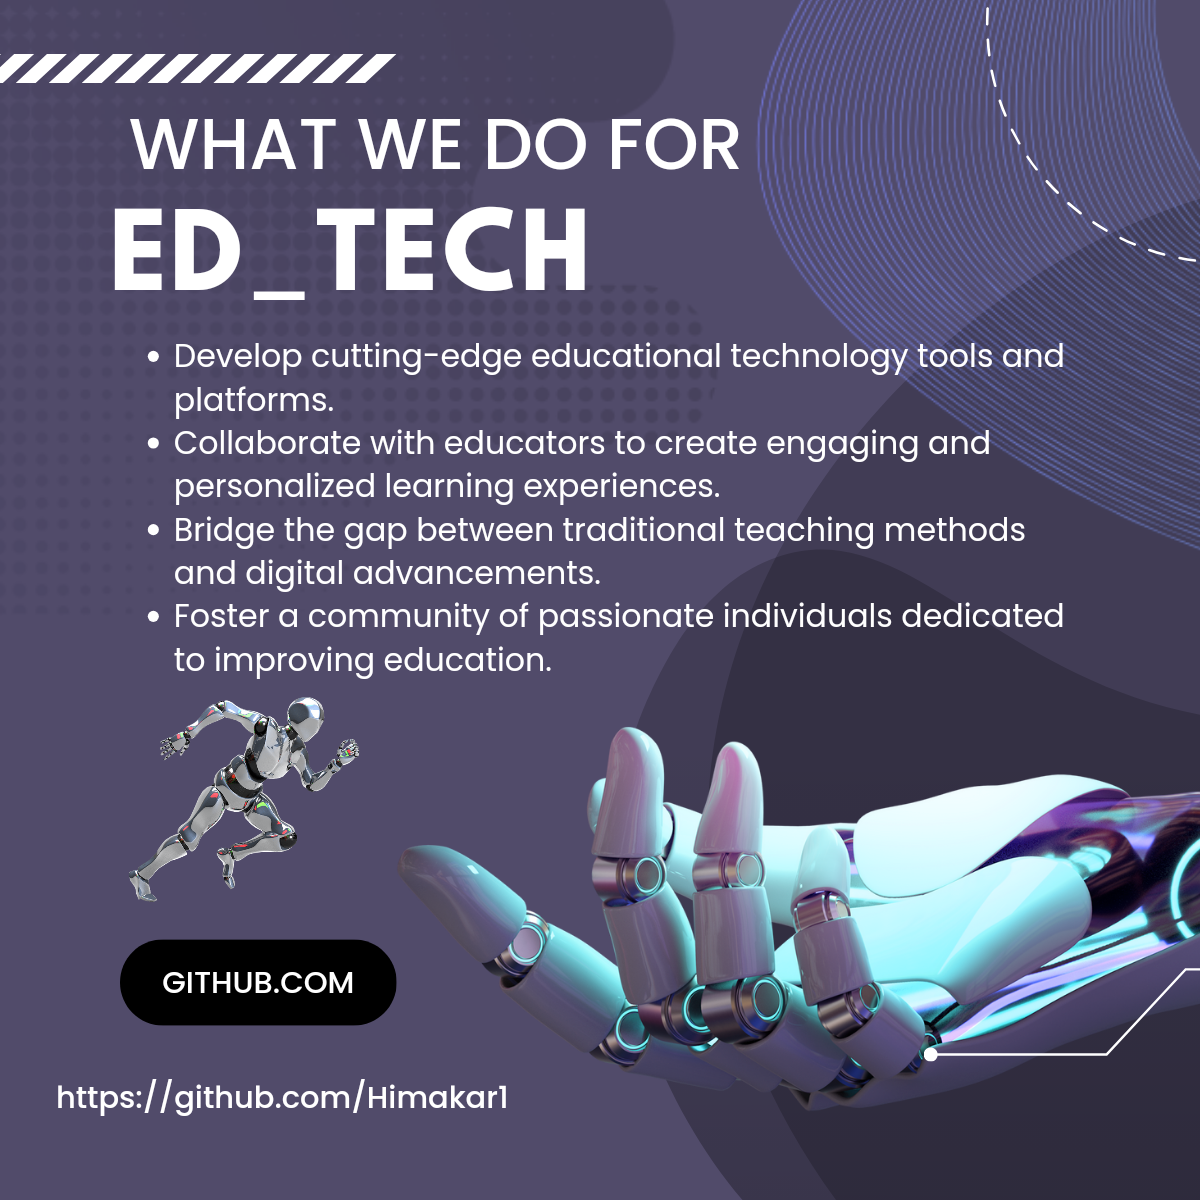 WHAT WE DO FOR
ED_TECH
• Develop cutting-edge educational technology tools and
platforms.
• Collaborate with educators to create engaging and
personalized learning experiences.
• Bridge the gap between traditional teaching methods
and digital advancements.
• Foster a community of passionate individuals dedicated
to improving education.
GITHUB.COM
https://github.com/Himakar1